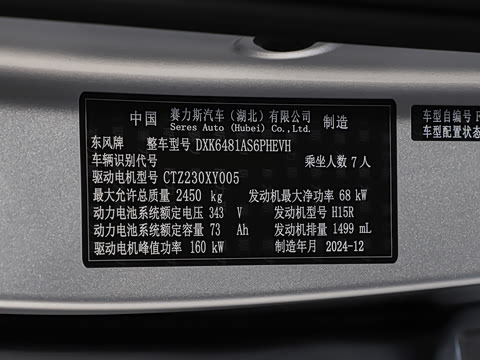 中国 赛力斯汽车（湖北）有限公司 制造
Seres Auto (Hubei) Co.,Ltd.
东风牌 整车型号 DXK6481AS6PHEVH
车辆识别代号 乘坐人数 7 人
驱动电机型号 CTZ230XY005
最大允许总质量 2450 kg 发动机最大净功率 68 kW
动力电池系统额定电压 343 V 发动机型号 H15R
动力电池系统额定容量 73 Ah 发动机排量 1499 mL
驱动电机峰值功率 160 kW 制造年月 2024-12
车型自编号 F
车型配置状态